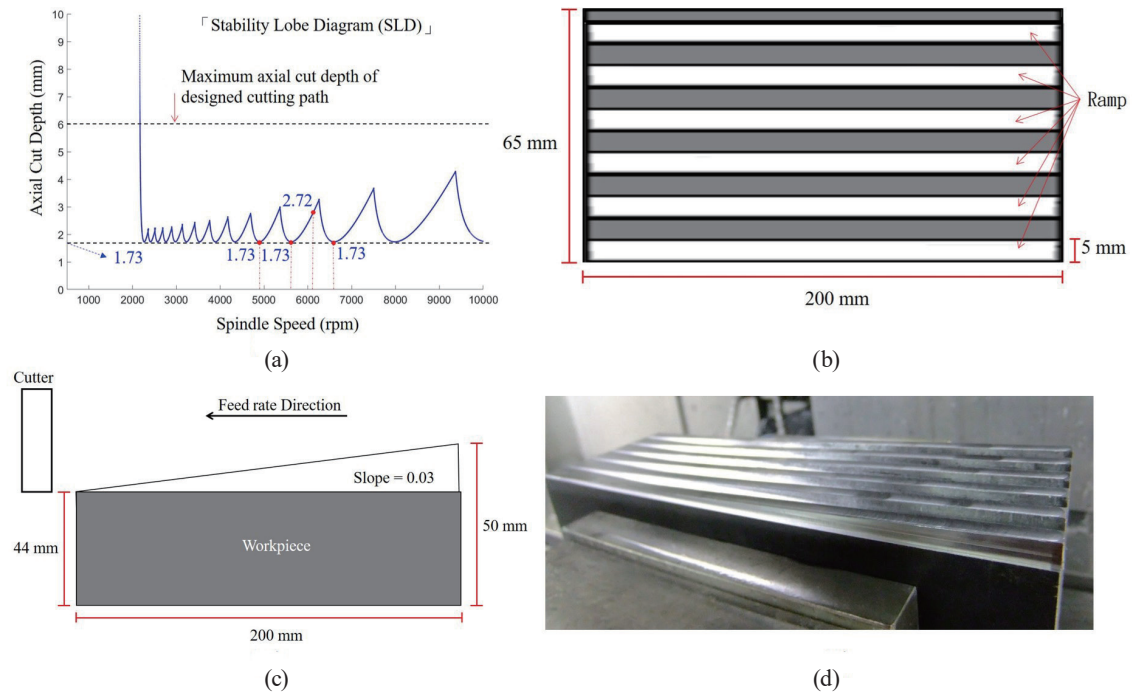 「Stability Lobe Diagram (SLD)」
Maximum axial cut depth of
designed cutting path
Axial Cut Depth (mm)
10
9
8
7
6
5
4
3
2
1
0
2.72
1.73
1.73
1.73
1.73
1000
2000
3000
4000
5000
6000
7000
8000
9000
10000
Spindle Speed (rpm)
(a)
65 mm
Ramp
5 mm
200 mm
(b)
Cutter
Feed rate Direction
Slope = 0.03
44 mm
Workpiece
50 mm
200 mm
(c)
(d)